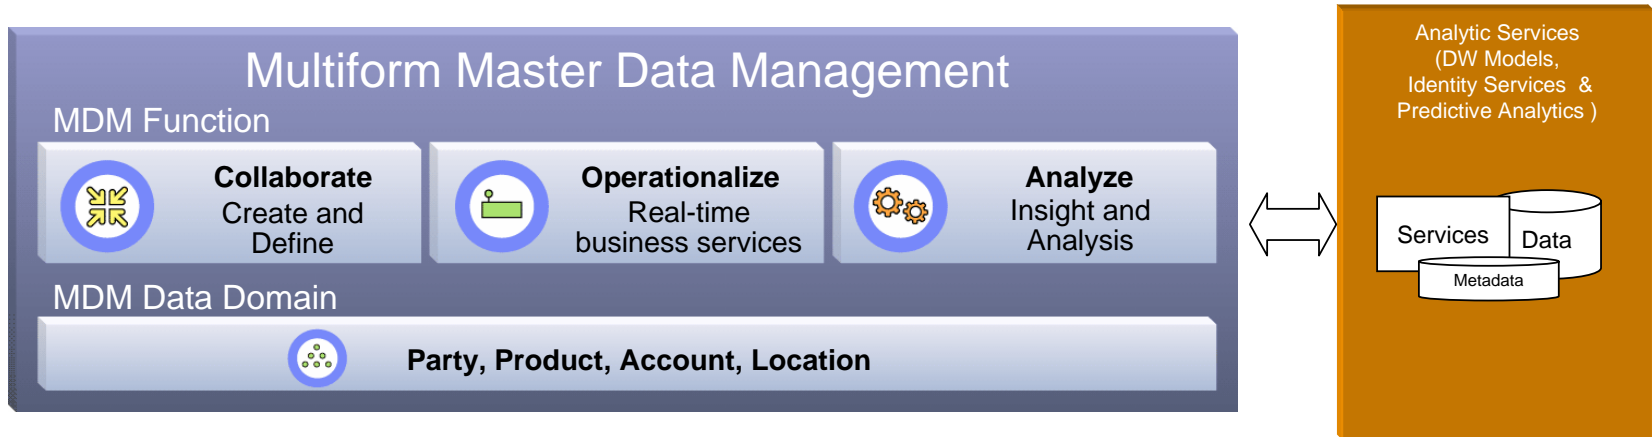 Multiform Master Data Management
MDM Function
Collaborate
Create and
Define
Operationalize
Real-time
business services
Analyze
Insight and
Analysis
MDM Data Domain
Party, Product, Account, Location
Analytic Services
(DW Models,
Identity Services &
Predictive Analytics )
Services
Data
Metadata